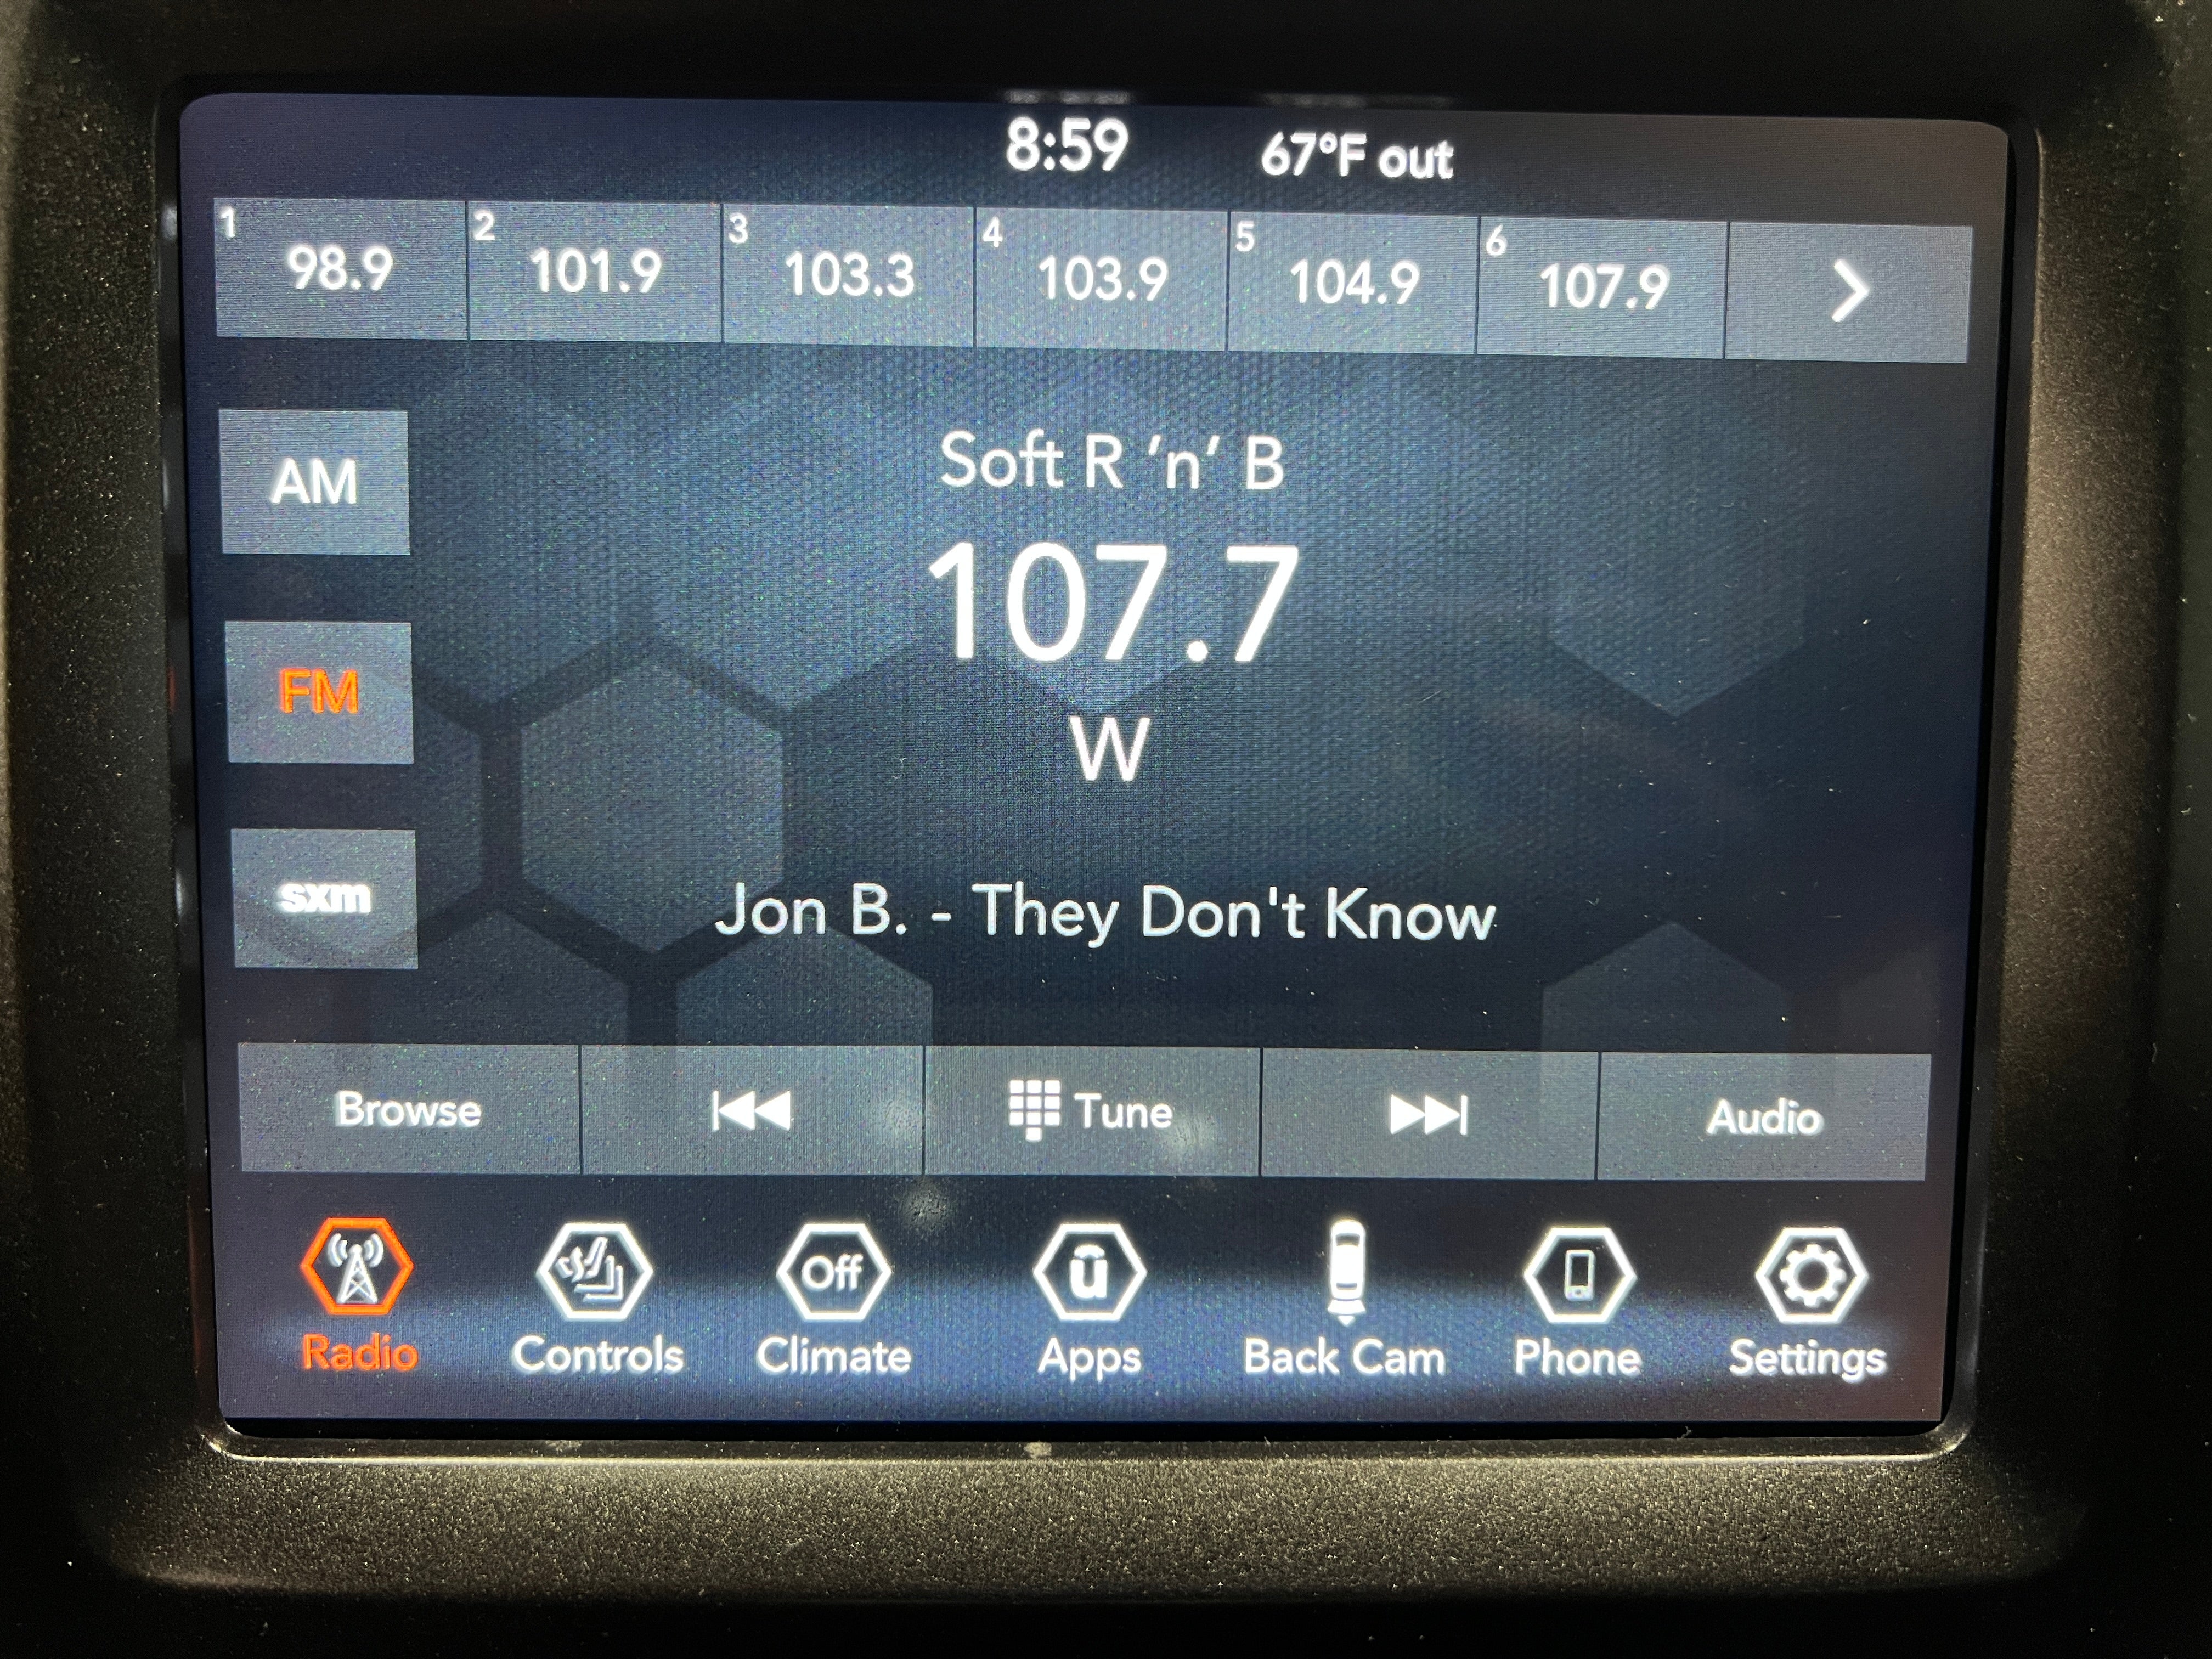 8:59 67°F out
1 98.9 2 101.9 3 103.3 4 103.9 5 104.9 6 107.9
Soft R ’n’ B
AM
107.7
FM
W
sxm
Jon B. - They Don't Know
Browse Tune Audio
Off ū
Radio Controls Climate Apps Back Cam Phone Settings